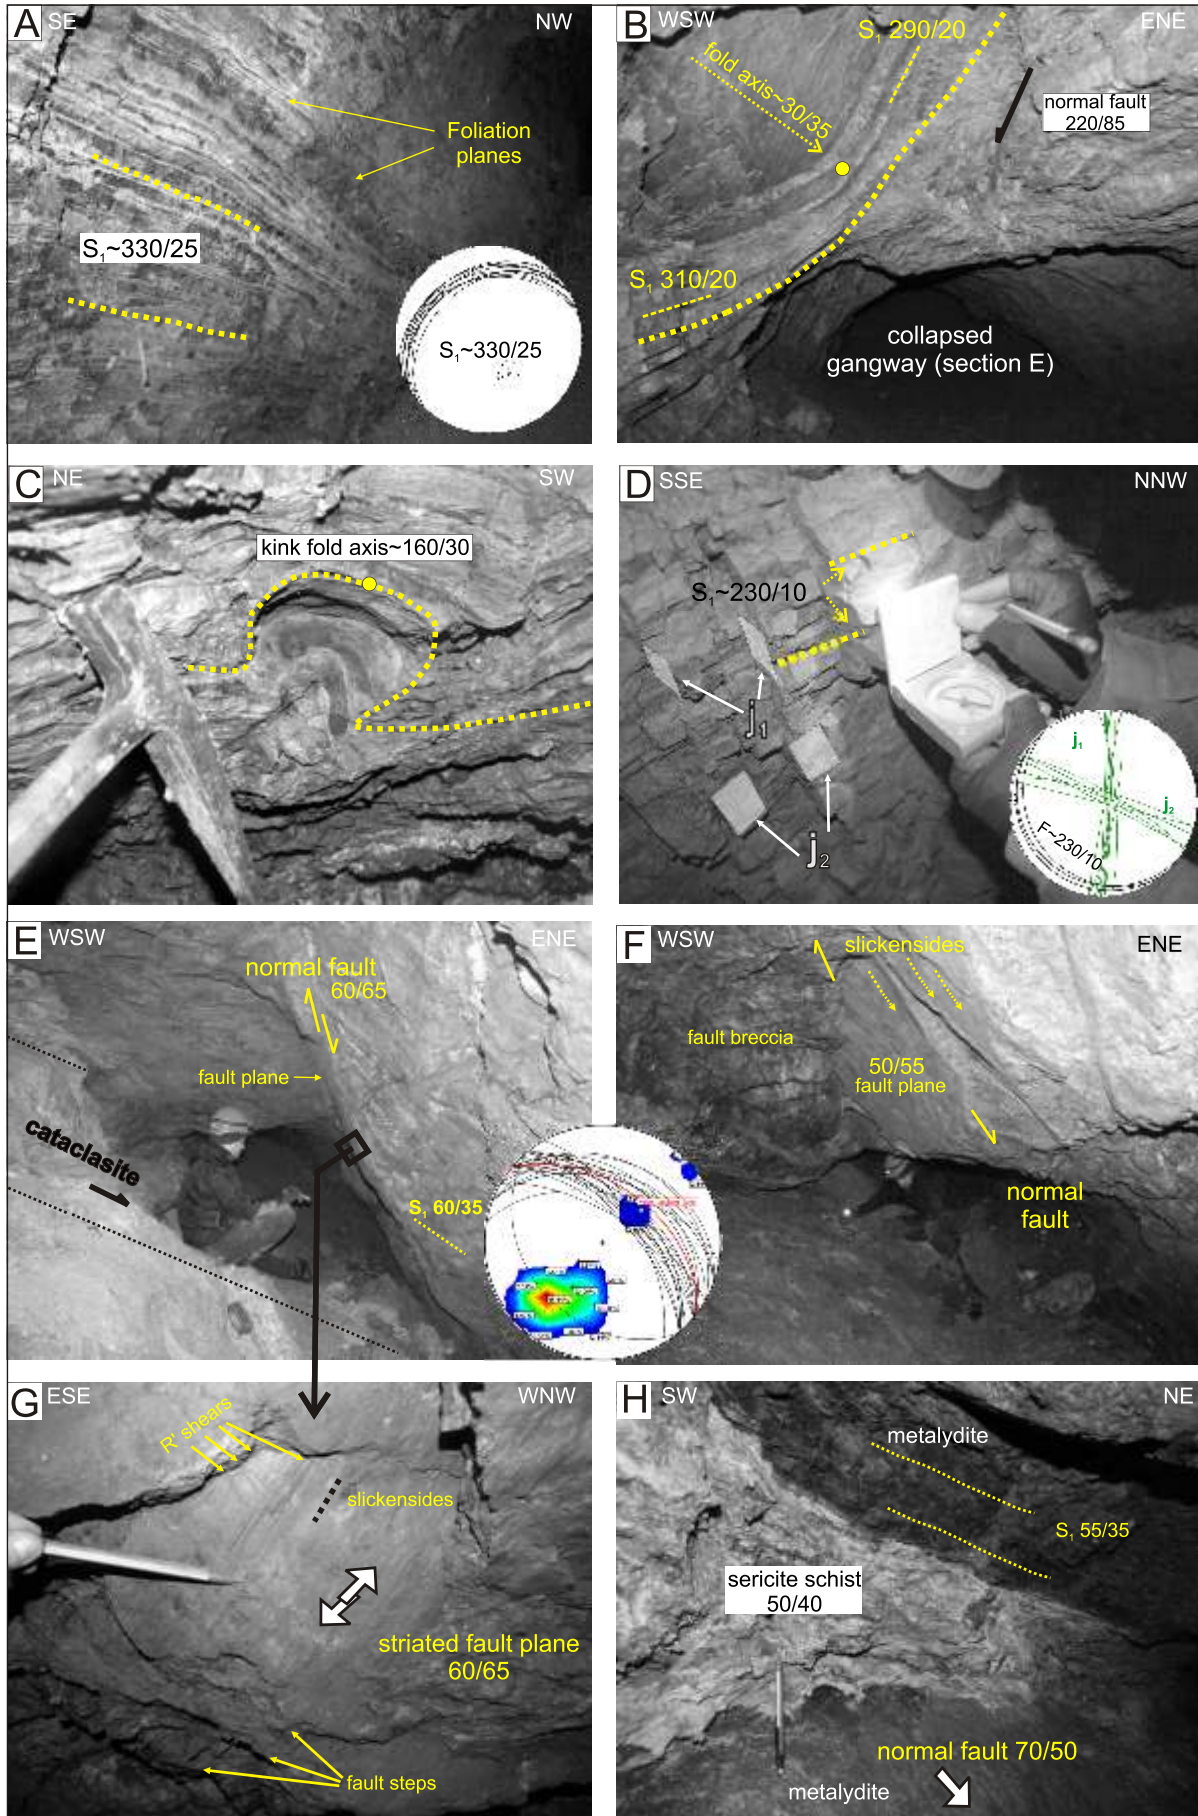 A SE NW
Foliation
planes
S₁~330/25
S₁~330/25
B WSW ENE
S₁ 290/20
fold axis~30/35
normal fault
220/85
S₁ 310/20
collapsed
gangway (section E)
C NE SW
kink fold axis~160/30
D SSE NNW
S₁~230/10
j₁
j₂
j₁
j₂
F~230/10
E WSW ENE
normal fault
60/65
fault plane
cataclasite
S₁ 60/35
F WSW ENE
slickensides
fault breccia
50/55
fault plane
normal
fault
G ESE WNW
R' shears
slickensides
striated fault plane
60/65
fault steps
H SW NE
metalydite
S₁ 55/35
sericite schist
50/40
normal fault 70/50
metalydite